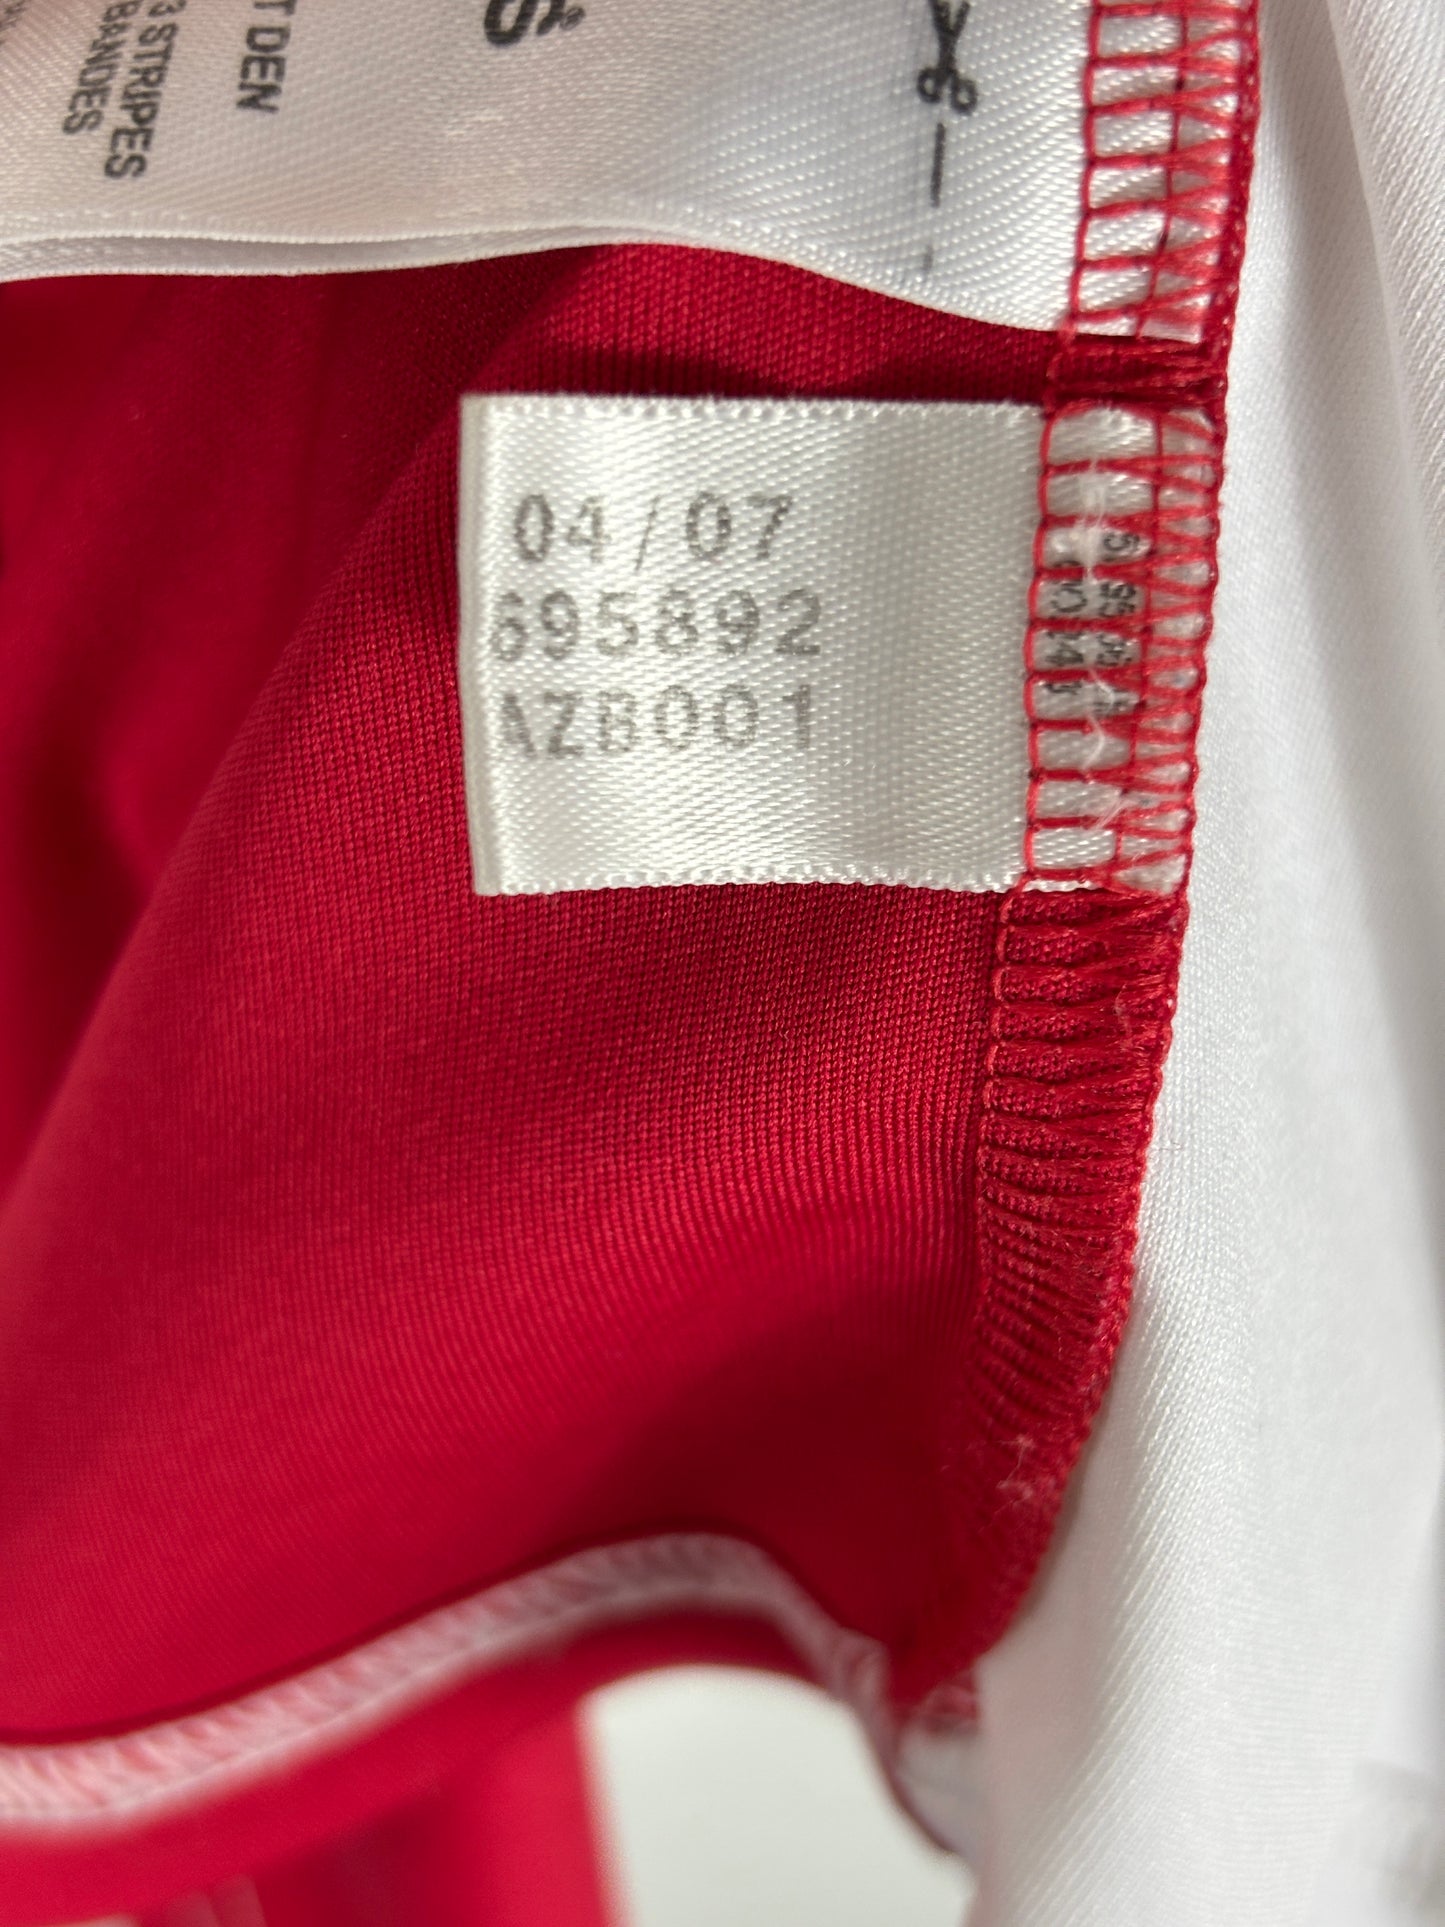 T DEN
3 STRIPES
BANDES
S®
04/07
695892
AZB001